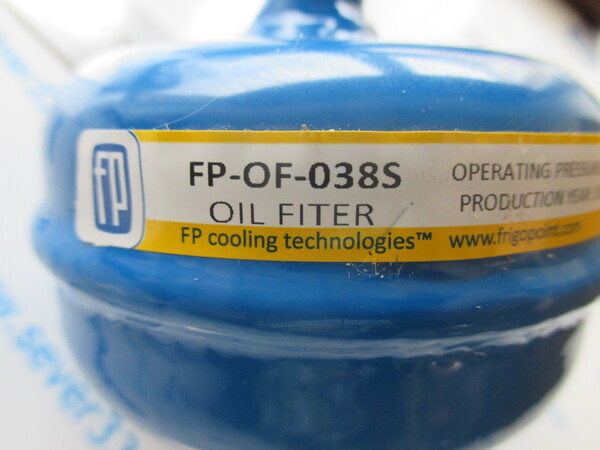 fp
FP-OF-038S
OIL FITER
FP cooling technologies™
OPERATING PRESSURE
PRODUCTION YEAR
www.frigopoint.com